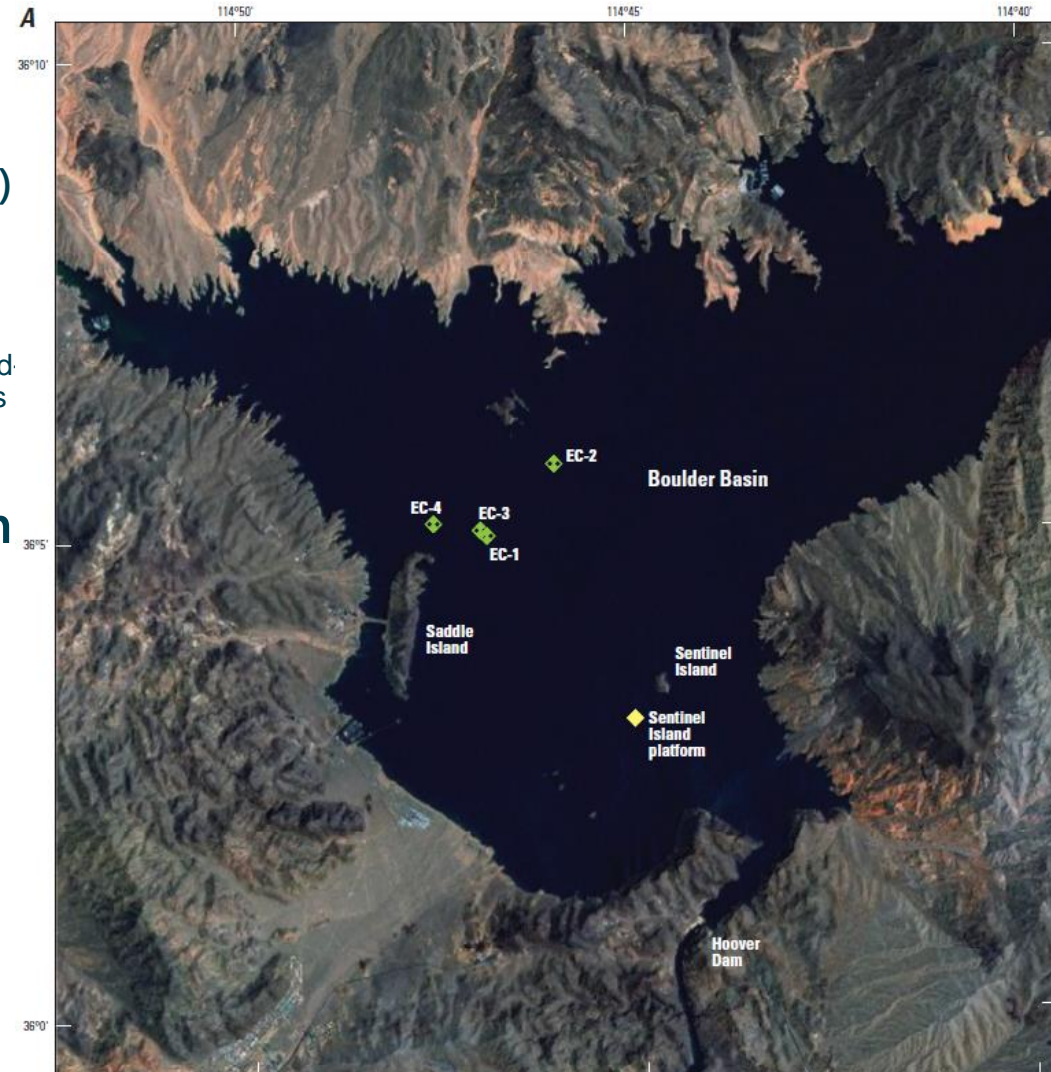 A
114°50'
114°45'
114°40'
36°10'
)
d-
s
EC-2
Boulder Basin
EC-4
EC-3
36°5'
n
EC-1
Saddle
Island
Sentinel
Island
Sentinel
Island
platform
Hoover
Dam
36°0'